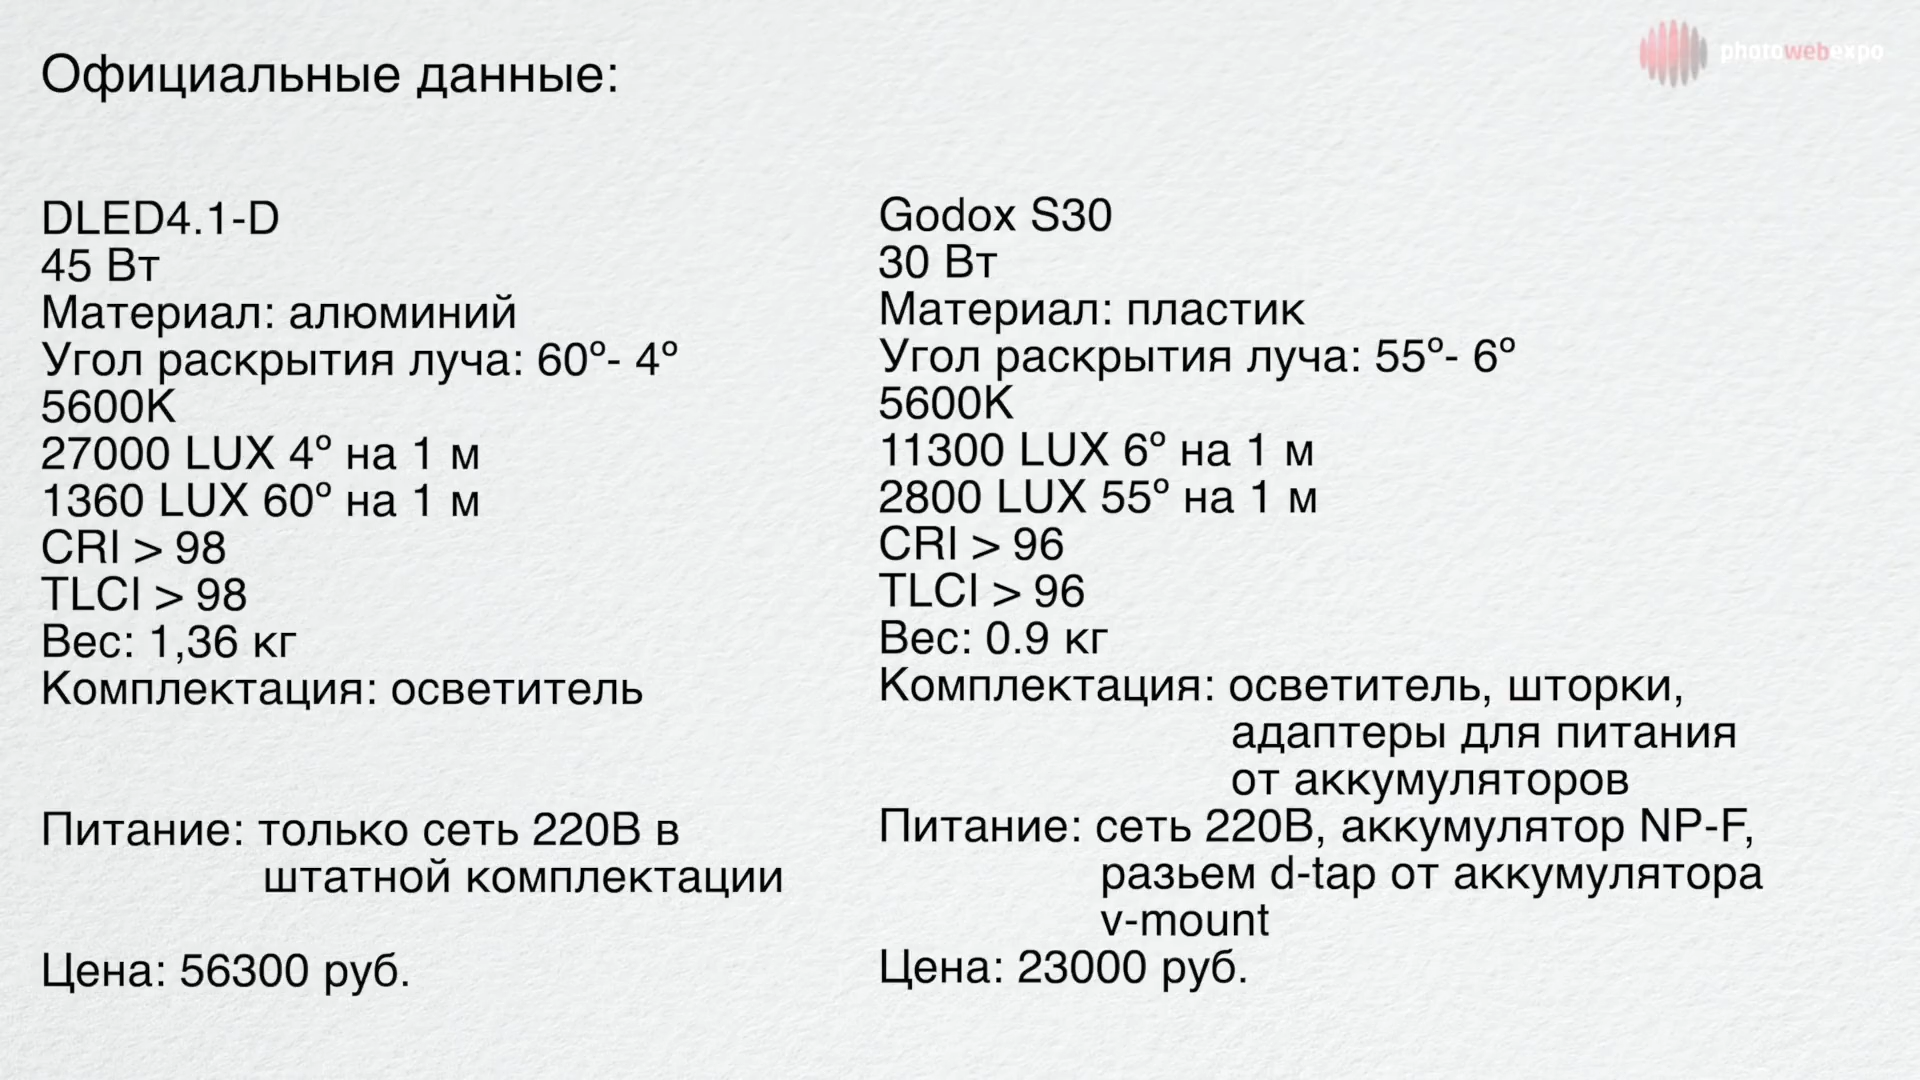 Официальные данные:
photowebexpo
DLED4.1-D
45 Вт
Материал: алюминий
Угол раскрытия луча: 60º- 4º
5600K
27000 LUX 4º на 1 м
1360 LUX 60º на 1 м
CRI > 98
TLCI > 98
Вес: 1,36 кг
Комплектация: осветитель
Питание: только сеть 220В в
штатной комплектации
Цена: 56300 руб.
Godox S30
30 Вт
Материал: пластик
Угол раскрытия луча: 55º- 6º
5600K
11300 LUX 6º на 1 м
2800 LUX 55º на 1 м
CRI > 96
TLCI > 96
Вес: 0.9 кг
Комплектация: осветитель, шторки,
адаптеры для питания
от аккумуляторов
Питание: сеть 220В, аккумулятор NP-F,
разьем d-tap от аккумулятора
v-mount
Цена: 23000 руб.